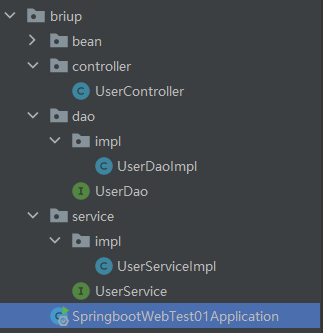 briup
bean
controller
UserController
dao
impl
UserDaoImpl
UserDao
service
impl
UserServiceImpl
UserService
SpringbootWebTest01Application